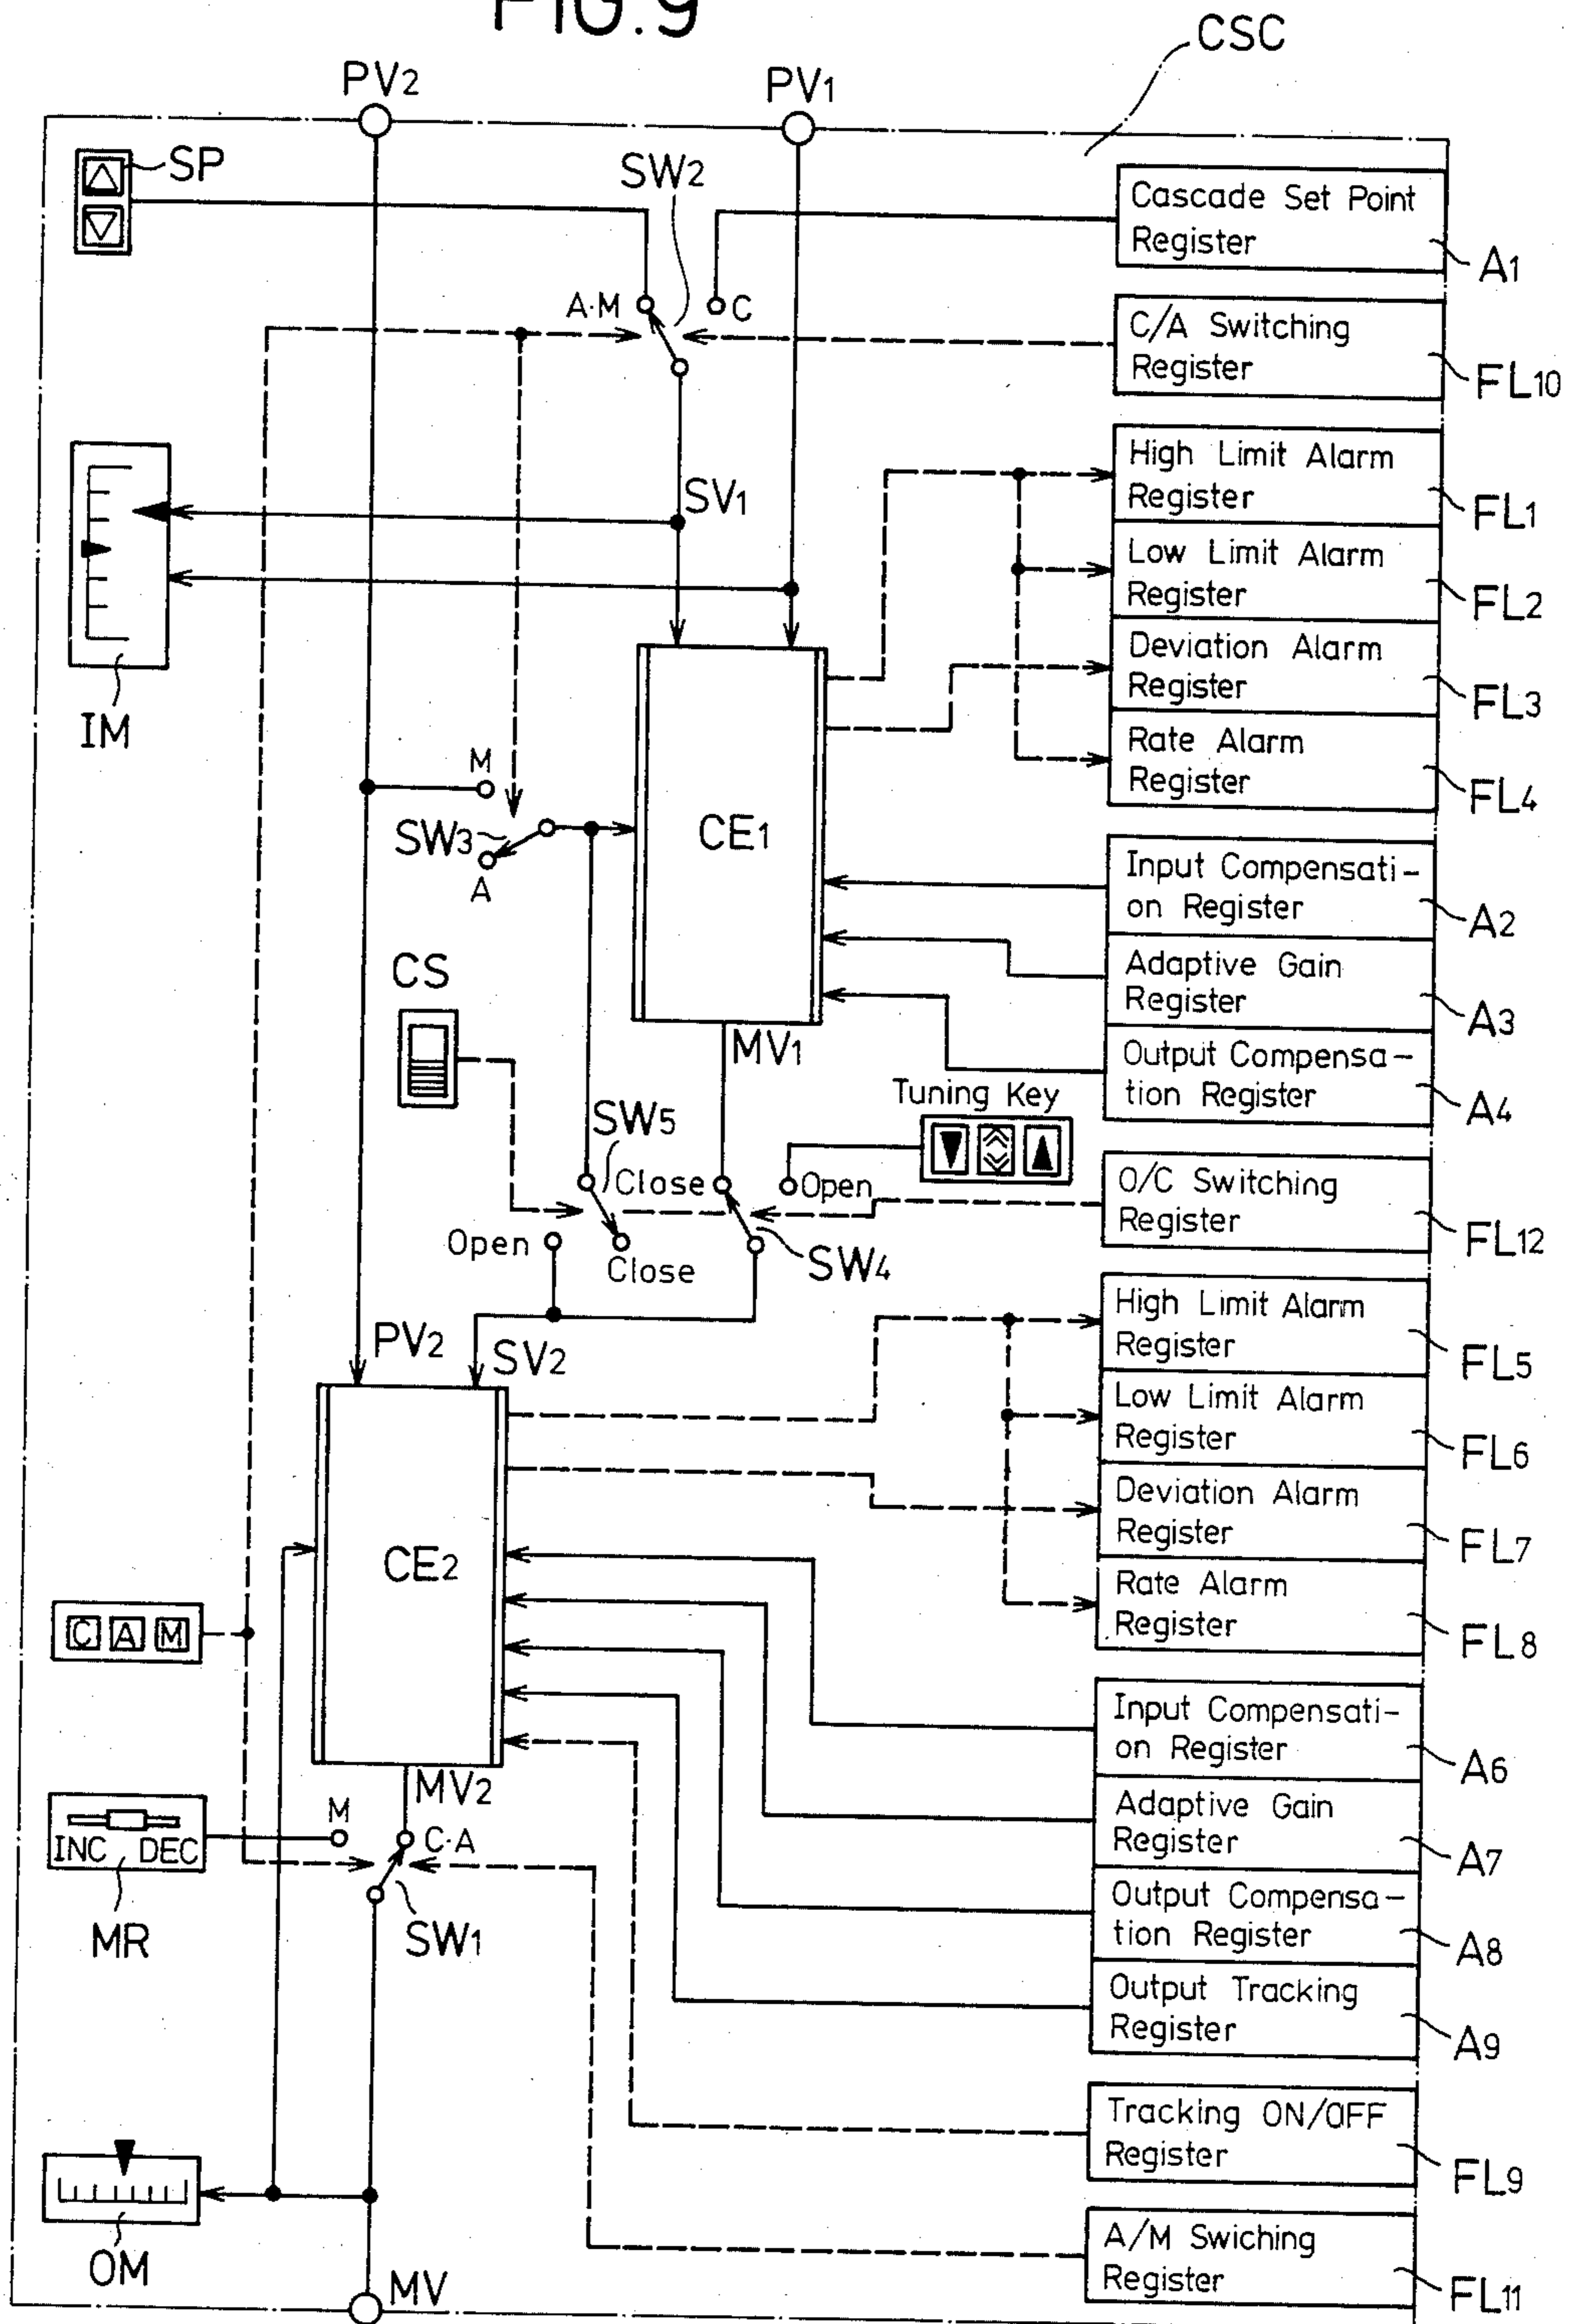 FIG. 9
CSC
PV2
PV1
SP
SW2
Cascade Set Point
Register
A1
A·M
C
C/A Switching
Register
FL10
High Limit Alarm
Register
FL1
SV1
Low Limit Alarm
Register
FL2
Deviation Alarm
Register
FL3
IM
Rate Alarm
Register
FL4
M
SW3
A
CE1
Input Compensati-
on Register
A2
Adaptive Gain
Register
A3
CS
MV1
Output Compensa-
tion Register
A4
Tuning Key
SW5
Close
Open
O/C Switching
Register
FL12
Open
Close
SW4
High Limit Alarm
Register
FL5
PV2
SV2
Low Limit Alarm
Register
FL6
Deviation Alarm
Register
FL7
CE2
Rate Alarm
Register
FL8
C A M
Input Compensati-
on Register
A6
MV2
M
C·A
INC DEC
Adaptive Gain
Register
A7
MR
SW1
Output Compensa-
tion Register
A8
Output Tracking
Register
A9
Tracking ON/OFF
Register
FL9
OM
A/M Swiching
Register
FL11
MV